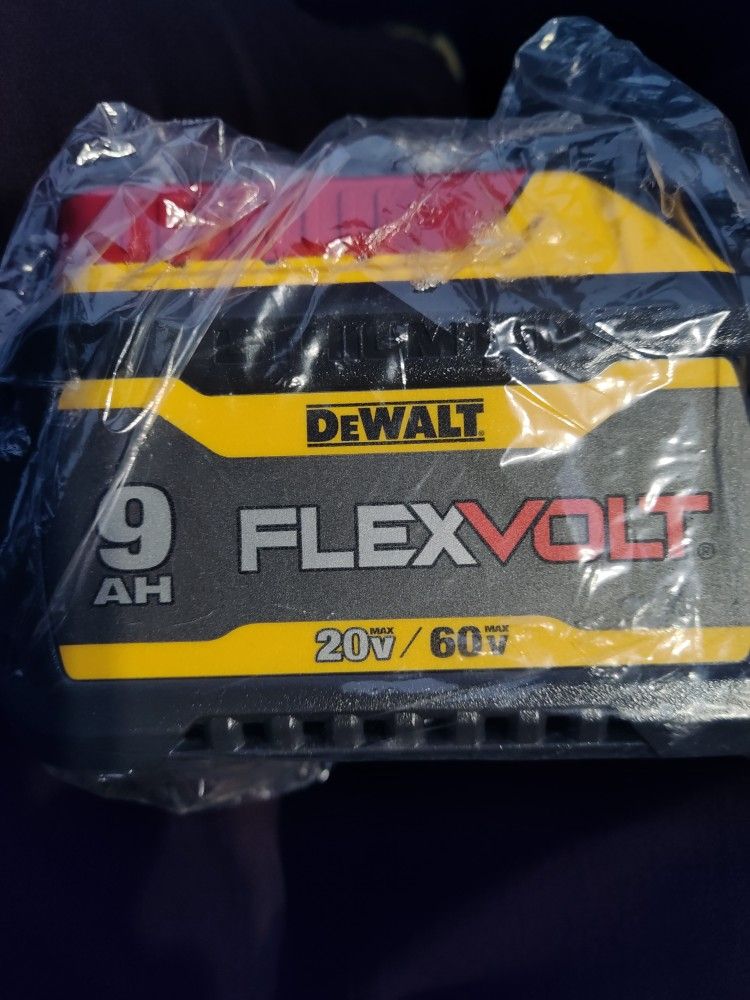 DEWALT
9
AH
FLEXVOLT®
20V MAX / 60V MAX